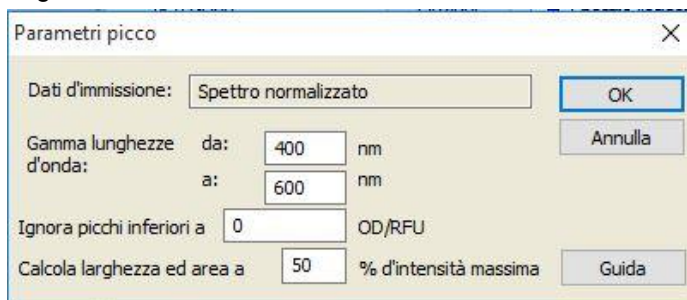 Parametri picco
Dati d'immissione: Spettro normalizzato OK
Gamma lunghezze d'onda: da: 400 nm Annulla
a: 600 nm
Ignora picchi inferiori a 0 OD/RFU
Calcola larghezza ed area a 50 % d'intensità massima Guida